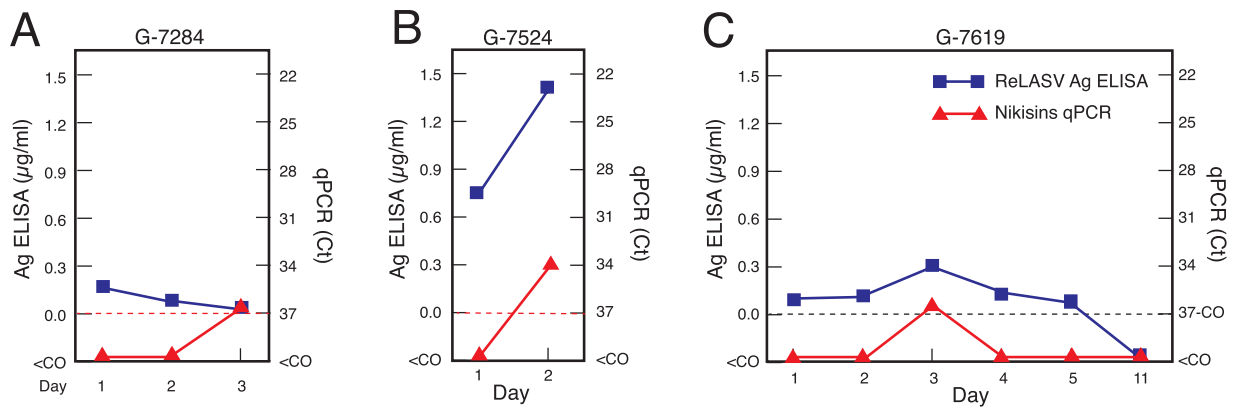 A
G-7284
Ag ELISA (µg/ml)
1.5
1.2
0.9
0.6
0.3
0.0
<CO
22
25
28
31
34
37
<CO
qPCR (Ct)
Day 1 2 3
B
G-7524
Ag ELISA (µg/ml)
1.5
1.2
0.9
0.6
0.3
0.0
<CO
22
25
28
31
34
37
<CO
qPCR (Ct)
1 2
Day
C
G-7619
ReLASV Ag ELISA
Nikisins qPCR
Ag ELISA (µg/ml)
1.5
1.2
0.9
0.6
0.3
0.0
<CO
22
25
28
31
34
37-CO
<CO
qPCR (Ct)
1 2 3 4 5 11
Day